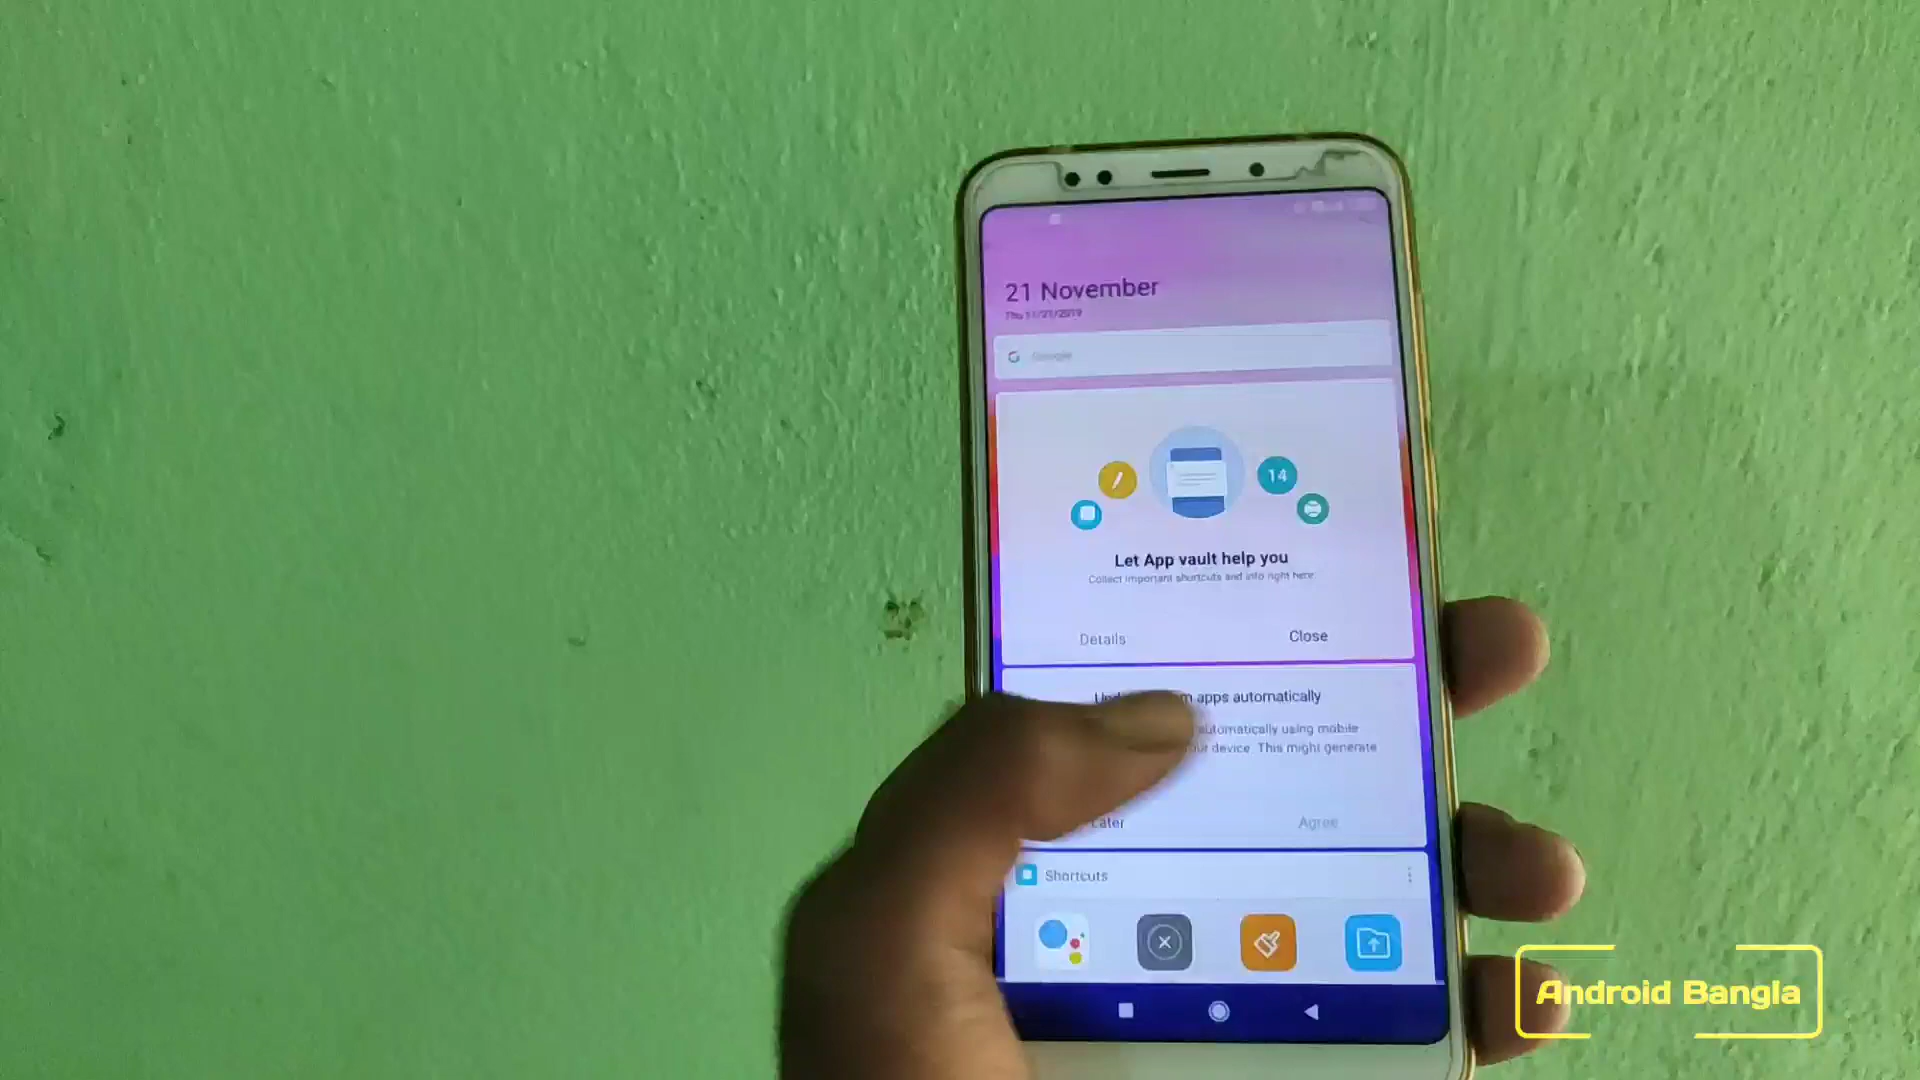 21 November
Thu 11/21/2019
Google
14
Let App vault help you
Collect important shortcuts and info right here
Details
Close
apps automatically
automatically using mobile
device. This might generate
Later
Agree
Shortcuts
Android Bangla